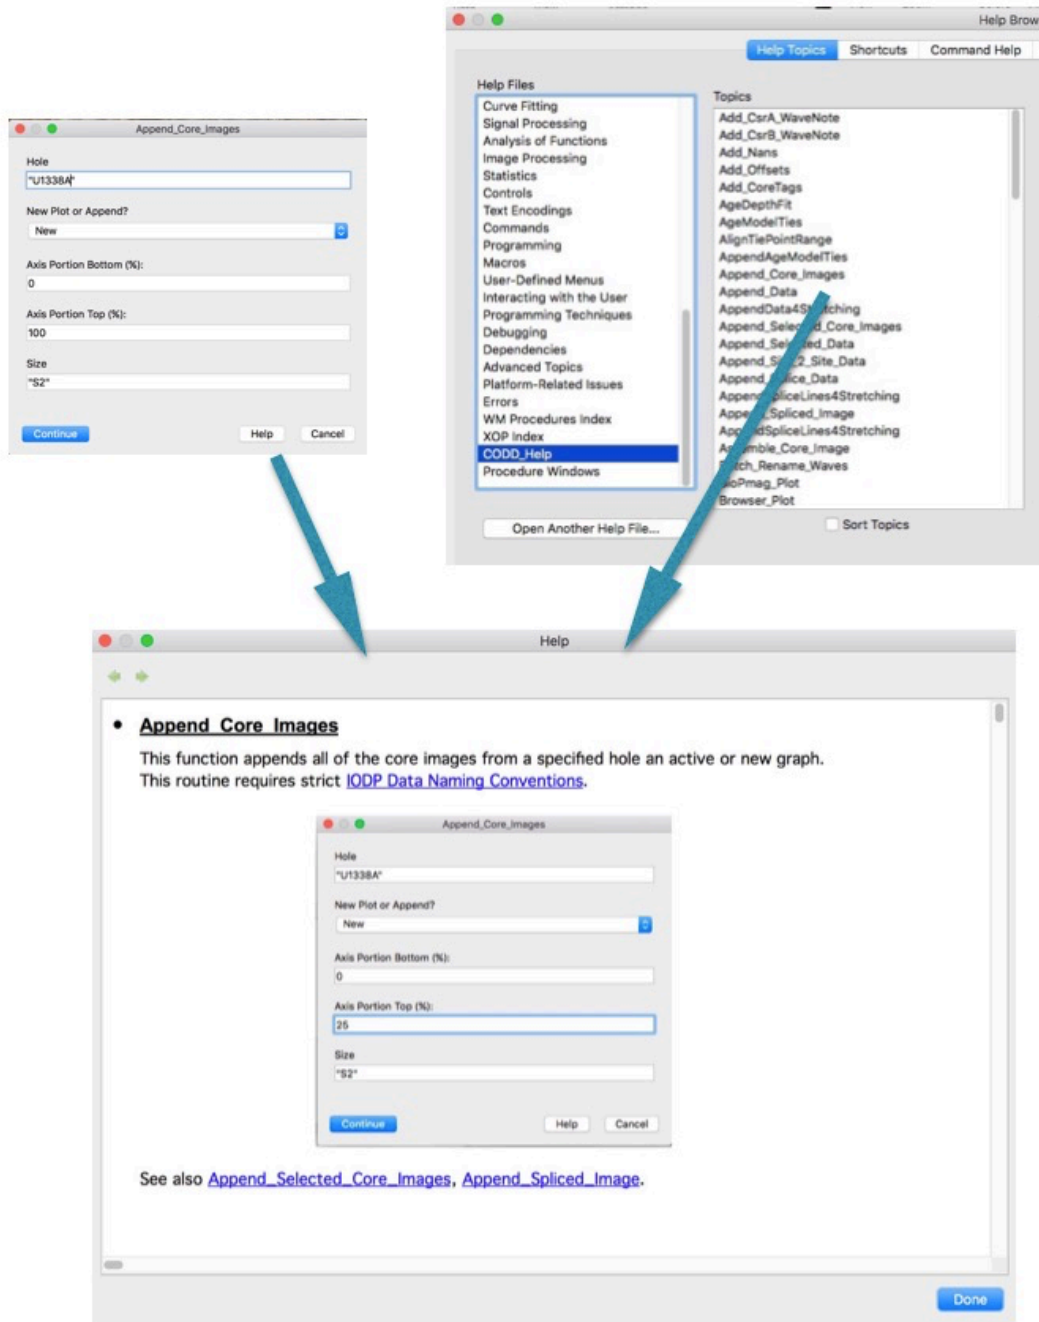 Help Brow
Help Topics
Shortcuts
Command Help
Help Files
Curve Fitting
Signal Processing
Analysis of Functions
Image Processing
Statistics
Controls
Text Encodings
Commands
Programming
Macros
User-Defined Menus
Interacting with the User
Programming Techniques
Debugging
Dependencies
Advanced Topics
Platform-Related Issues
Errors
WM Procedures Index
XOP Index
CODD_Help
Procedure Windows
Open Another Help File...
Topics
Add_CsrA_WaveNote
Add_CsrB_WaveNote
Add_Nans
Add_Offsets
Add_CoreTags
AgeDepthFit
AgeModelTies
AlignTiePointRange
AppendAgeModelTies
Append_Core_Images
Append_Data
Append_Core_Images
Browser_Plot
Sort Topics
Append_Core_Images
Hole
"U1338A"
New Plot or Append?
New
Axis Portion Bottom (%):
0
Axis Portion Top (%):
100
Size
"S2"
Continue
Help
Cancel
Help
• Append_Core_Images
This function appends all of the core images from a specified hole an active or new graph.
This routine requires strict IODP Data Naming Conventions.
Append_Core_Images
Hole
"U1338A"
New Plot or Append?
New
Axis Portion Bottom (%):
0
Axis Portion Top (%):
25
Size
"S2"
Continue
Help
Cancel
See also Append_Selected_Core_Images, Append_Spliced_Image.
Done